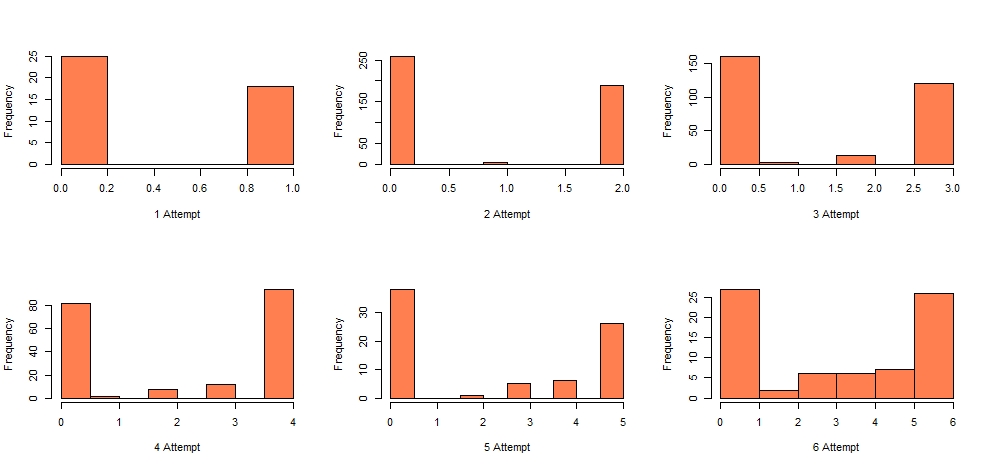 Frequency
0 5 10 15 20 25
0.0 0.2 0.4 0.6 0.8 1.0
1 Attempt
Frequency
0 50 150 250
0.0 0.5 1.0 1.5 2.0
2 Attempt
Frequency
0 50 100 150
0.0 0.5 1.0 1.5 2.0 2.5 3.0
3 Attempt
Frequency
0 20 40 60 80
0 1 2 3 4
4 Attempt
Frequency
0 10 20 30
0 1 2 3 4 5
5 Attempt
Frequency
0 5 10 15 20 25
0 1 2 3 4 5 6
6 Attempt